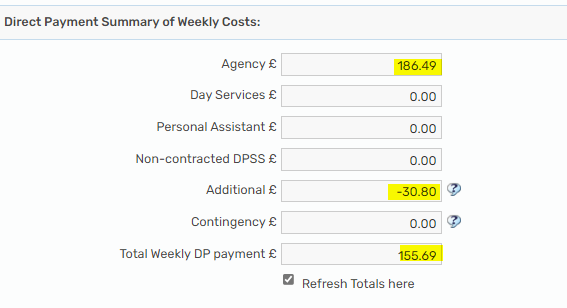 Direct Payment Summary of Weekly Costs:
Agency £ 186.49
Day Services £ 0.00
Personal Assistant £ 0.00
Non-contracted DPSS £ 0.00
Additional £ -30.80 ?
Contingency £ 0.00 ?
Total Weekly DP payment £ 155.69
Refresh Totals here